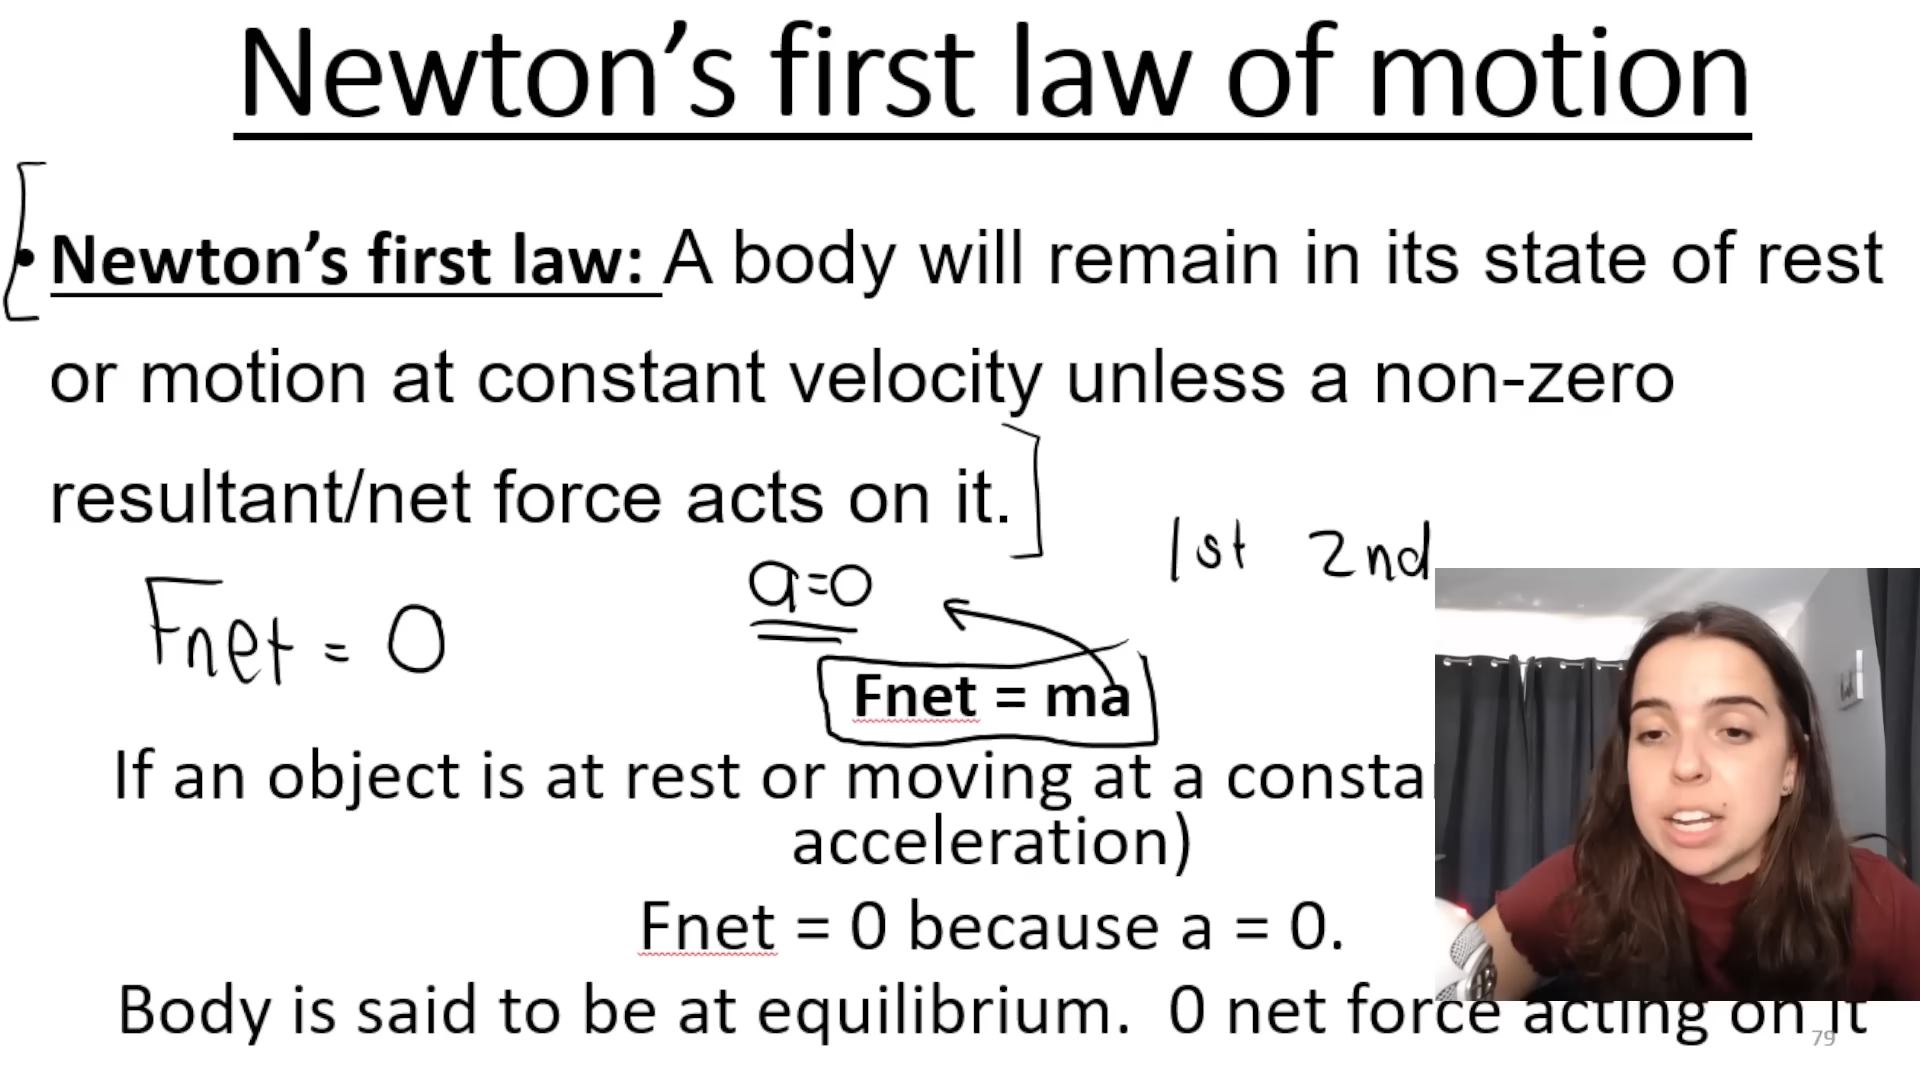 Newton’s first law of motion
• Newton’s first law: A body will remain in its state of rest
or motion at constant velocity unless a non-zero
resultant/net force acts on it.
1st 2nd
a=0
Fnet = 0
Fnet = ma
If an object is at rest or moving at a
acceleration)
Fnet = 0 because a = 0.
Body is said to be at equilibrium. 0 net force acting on it
79